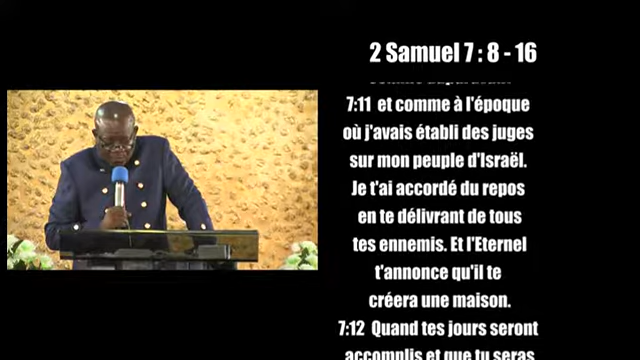 2 Samuel 7 : 8 - 16
comme auparavant
7:11 et comme à l'époque
où j'avais établi des juges
sur mon peuple d'Israël.
Je t'ai accordé du repos
en te délivrant de tous
tes ennemis. Et l'Eternel
t'annonce qu'il te
créera une maison.
7:12 Quand tes jours seront
accomplis et que tu seras